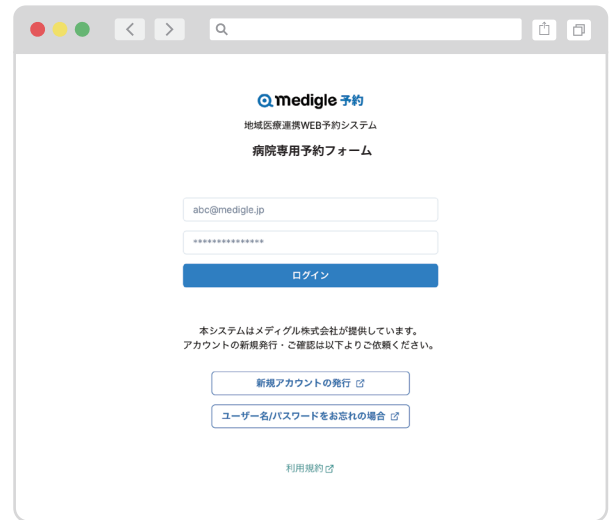 medigle 予約
地域医療連携WEB予約システム
病院専用予約フォーム
abc@medigle.jp
***************
ログイン
本システムはメディグル株式会社が提供しています。
アカウントの新規発行・ご確認は以下よりご依頼ください。
新規アカウントの発行
ユーザー名/パスワードをお忘れの場合
利用規約